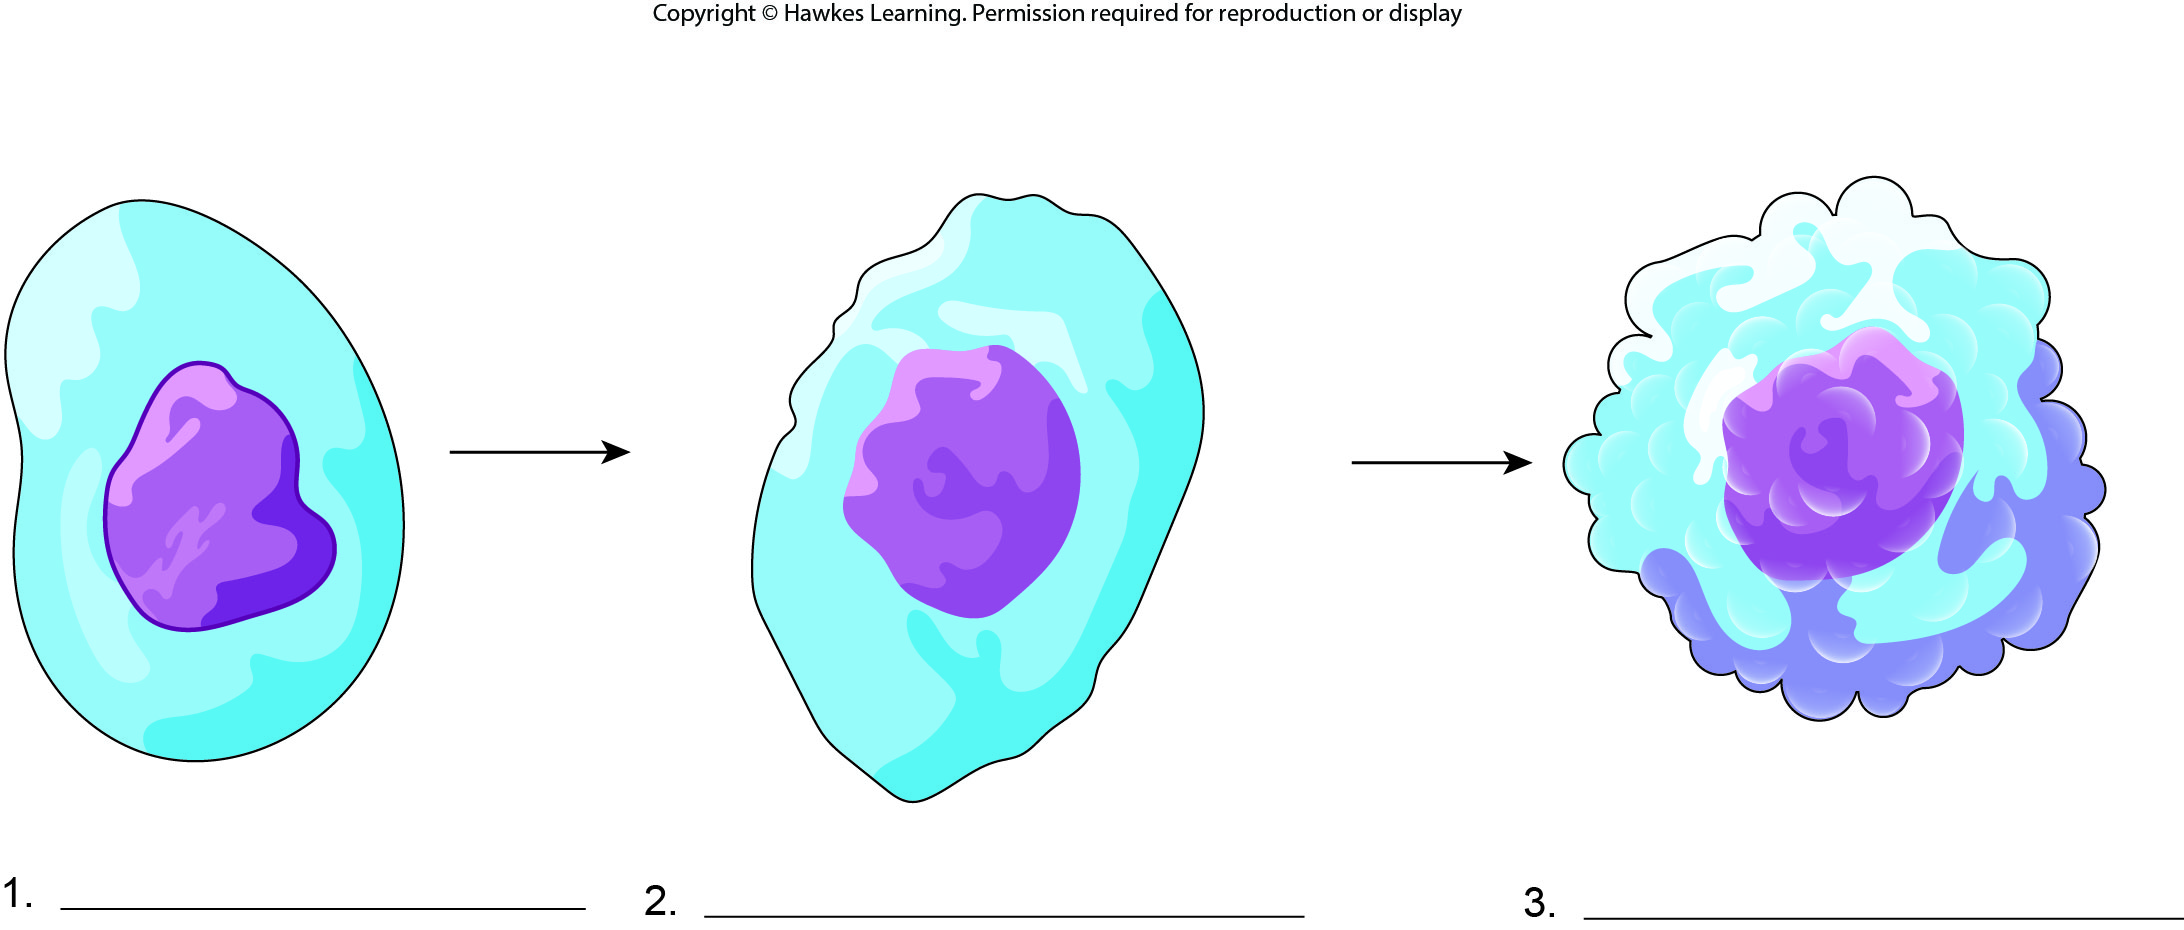 Copyright © Hawkes Learning. Permission required for reproduction or display
1.
2.
3.